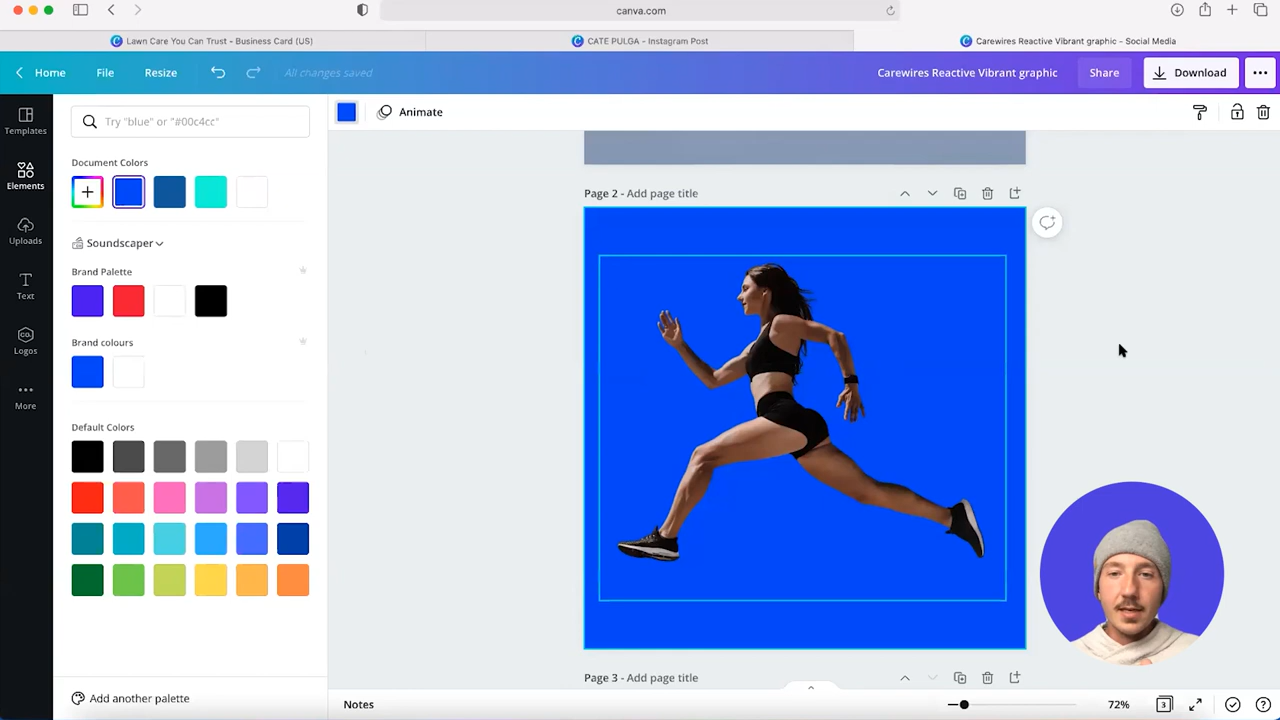 canva.com
Lawn Care You Can Trust - Business Card (US)
CATE PULGA - Instagram Post
Carewires Reactive Vibrant graphic - Social Media
Home
File
Resize
All changes saved
Carewires Reactive Vibrant graphic
Share
Download
Templates
Elements
Uploads
Text
CO.
Logos
More
Try "blue" or "#00c4cc"
Document Colors
Soundscaper
Brand Palette
Brand colours
Default Colors
Add another palette
Animate
Page 2 - Add page title
Page 3 - Add page title
Notes
72%
3